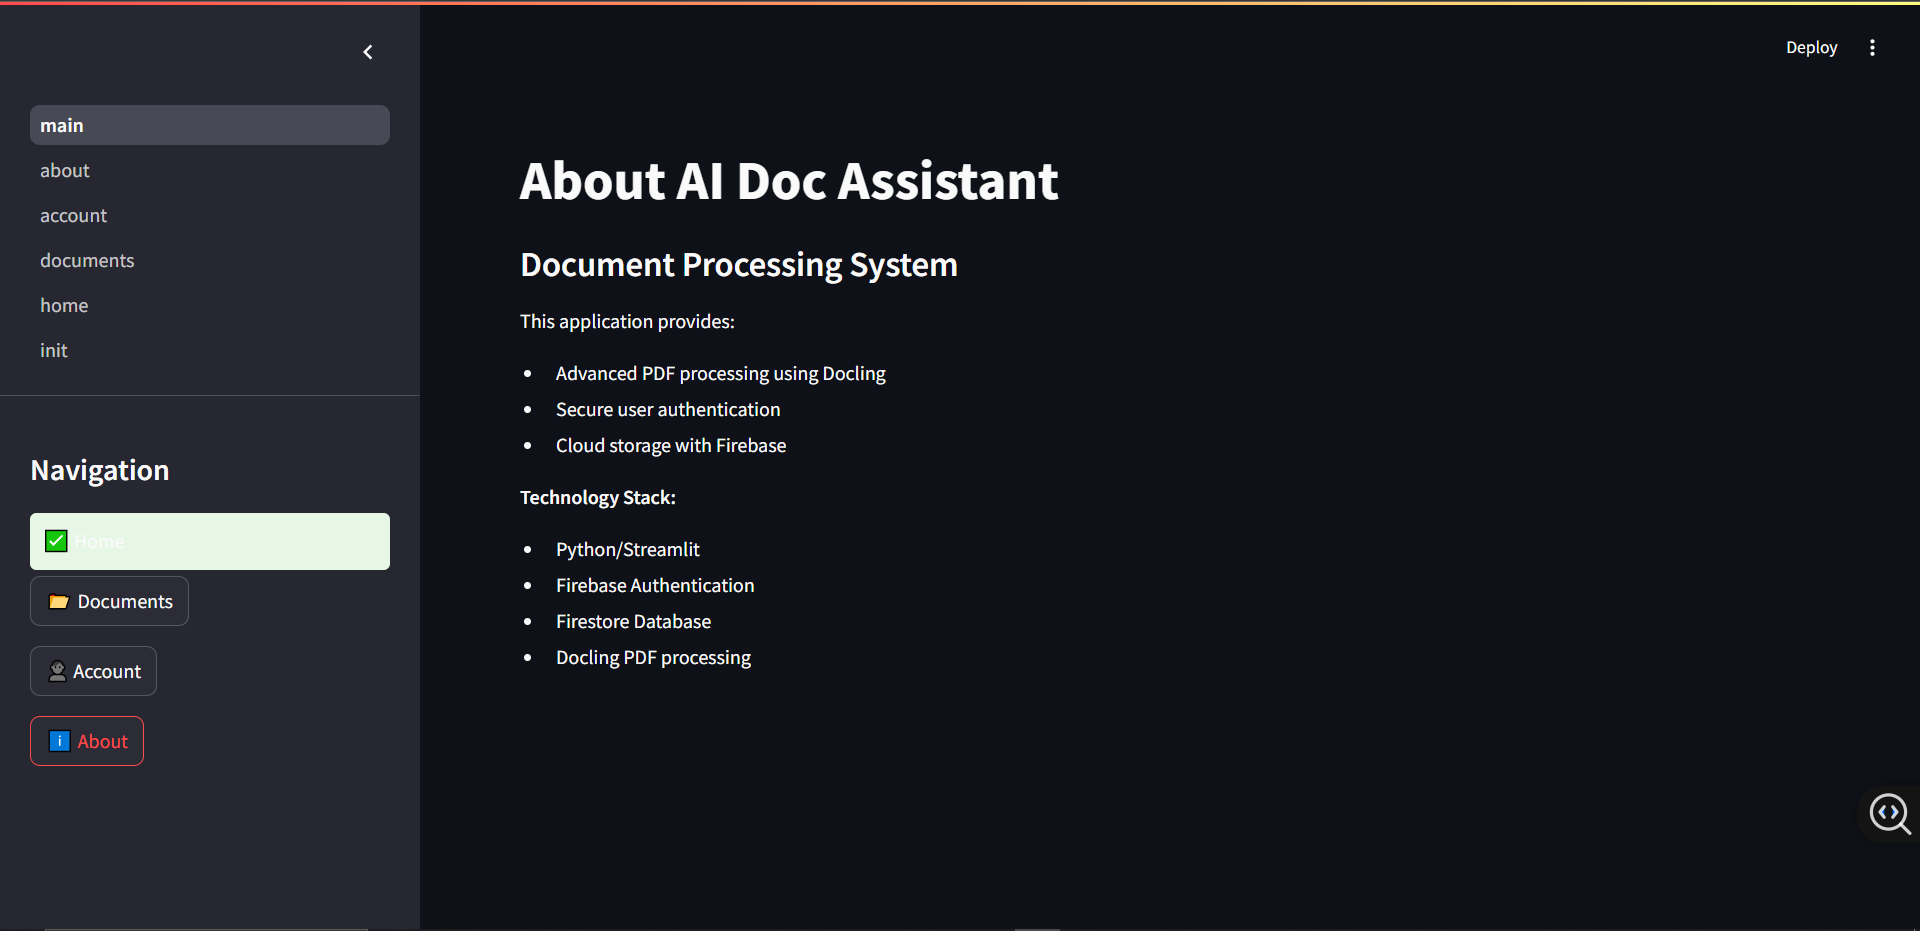 Deploy
main
about
account
documents
home
init
Navigation
✅ Home
📂 Documents
👤 Account
ℹ️ About
About AI Doc Assistant
Document Processing System
This application provides:
• Advanced PDF processing using Docling
• Secure user authentication
• Cloud storage with Firebase
Technology Stack:
• Python/Streamlit
• Firebase Authentication
• Firestore Database
• Docling PDF processing